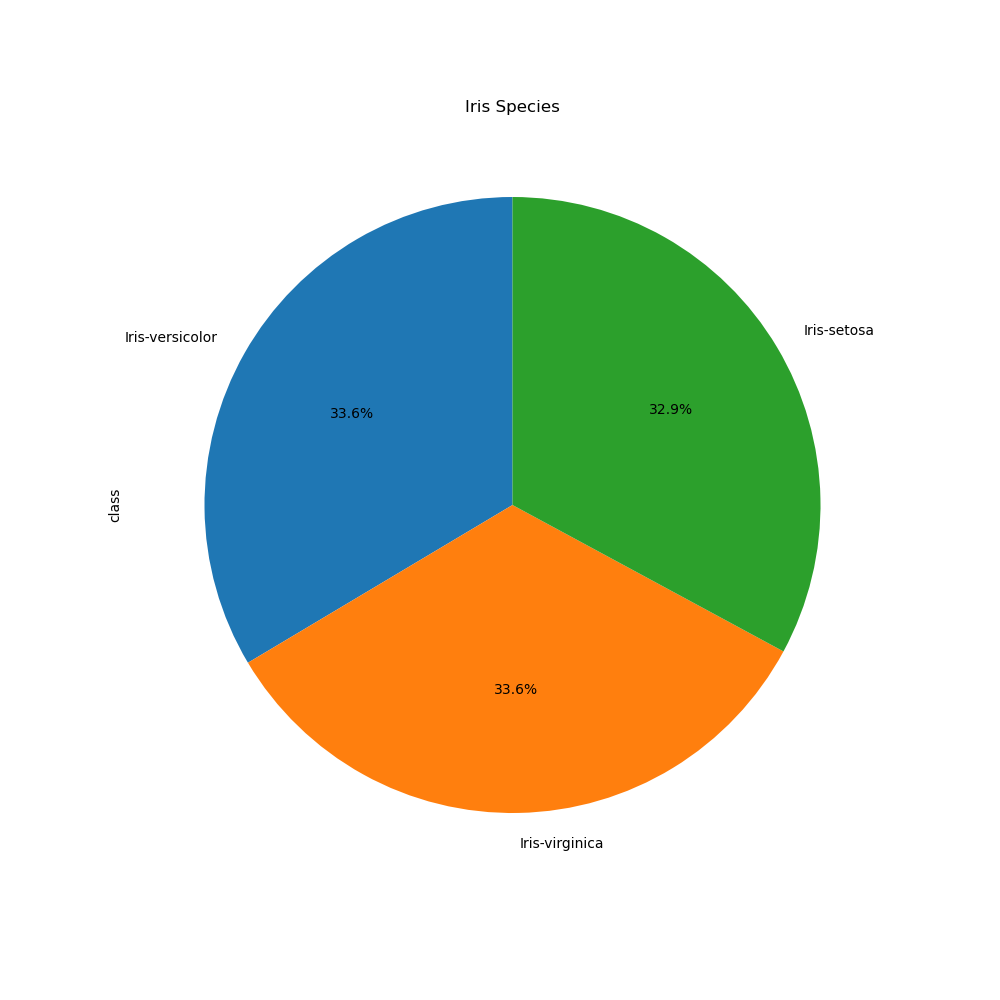 Iris Species
Iris-versicolor
Iris-setosa
33.6%
32.9%
class
33.6%
Iris-virginica